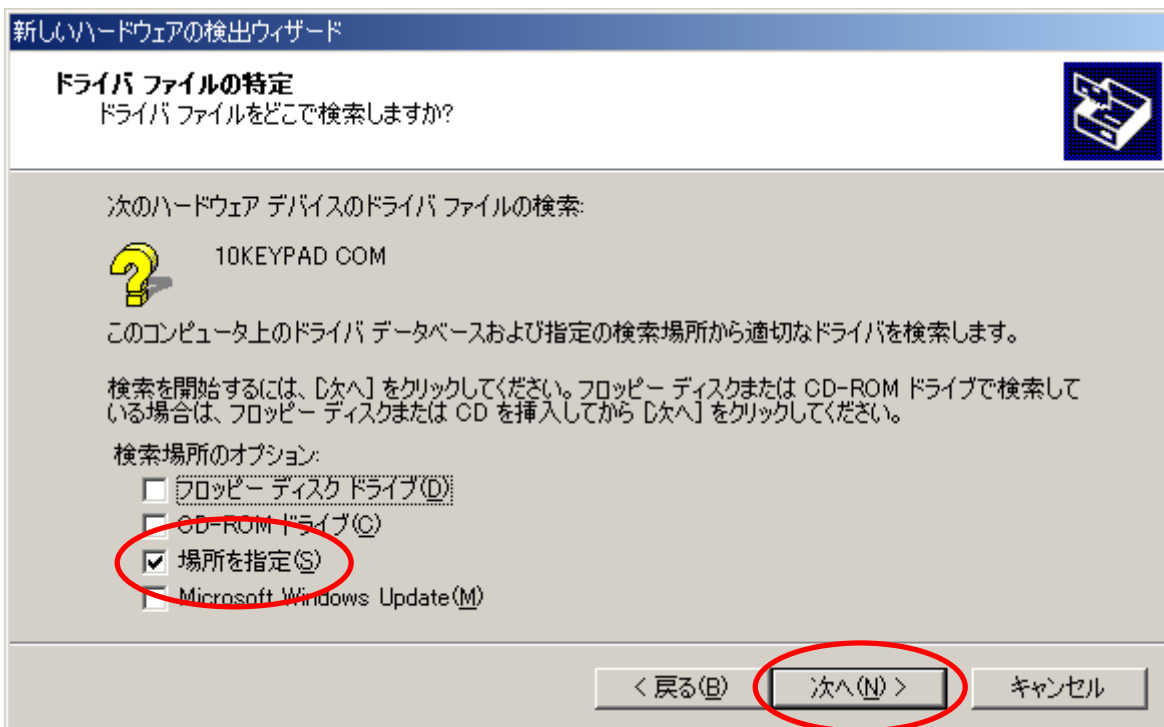 新しいハードウェアの検出ウィザード
ドライバ ファイルの特定
ドライバ ファイルをどこで検索しますか?
次のハードウェア デバイスのドライバ ファイルの検索:
10KEYPAD COM
このコンピュータ上のドライバ データベースおよび指定の検索場所から適切なドライバを検索します。
検索を開始するには、[次へ] をクリックしてください。フロッピー ディスクまたは CD-ROM ドライブで検索して
いる場合は、フロッピー ディスクまたは CD を挿入してから [次へ] をクリックしてください。
検索場所のオプション:
フロッピー ディスク ドライブ(D)
CD-ROM ドライブ(C)
場所を指定(S)
Microsoft Windows Update(M)
< 戻る(B) 次へ(N) > キャンセル